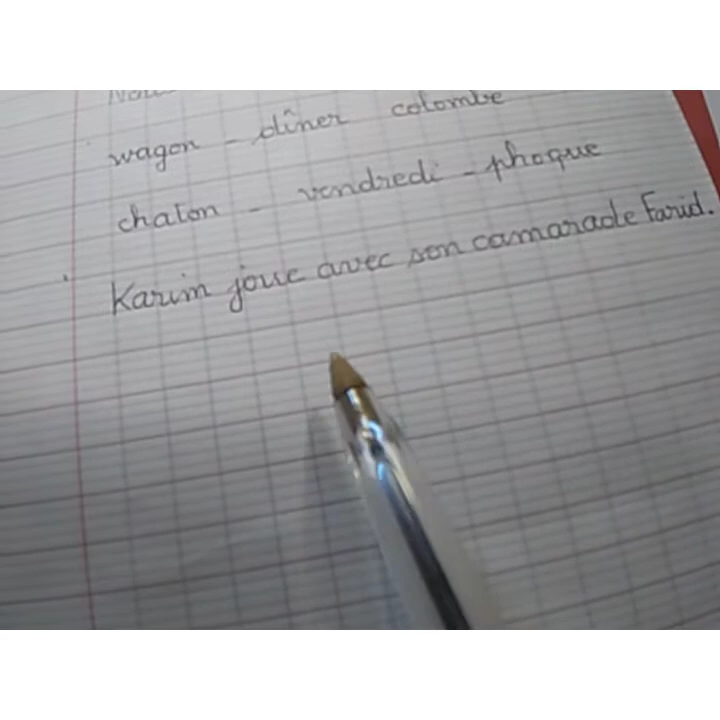 wagon - dîner colombe
chaton - vendredi - phoque
Karim joue avec son camarade Farid.